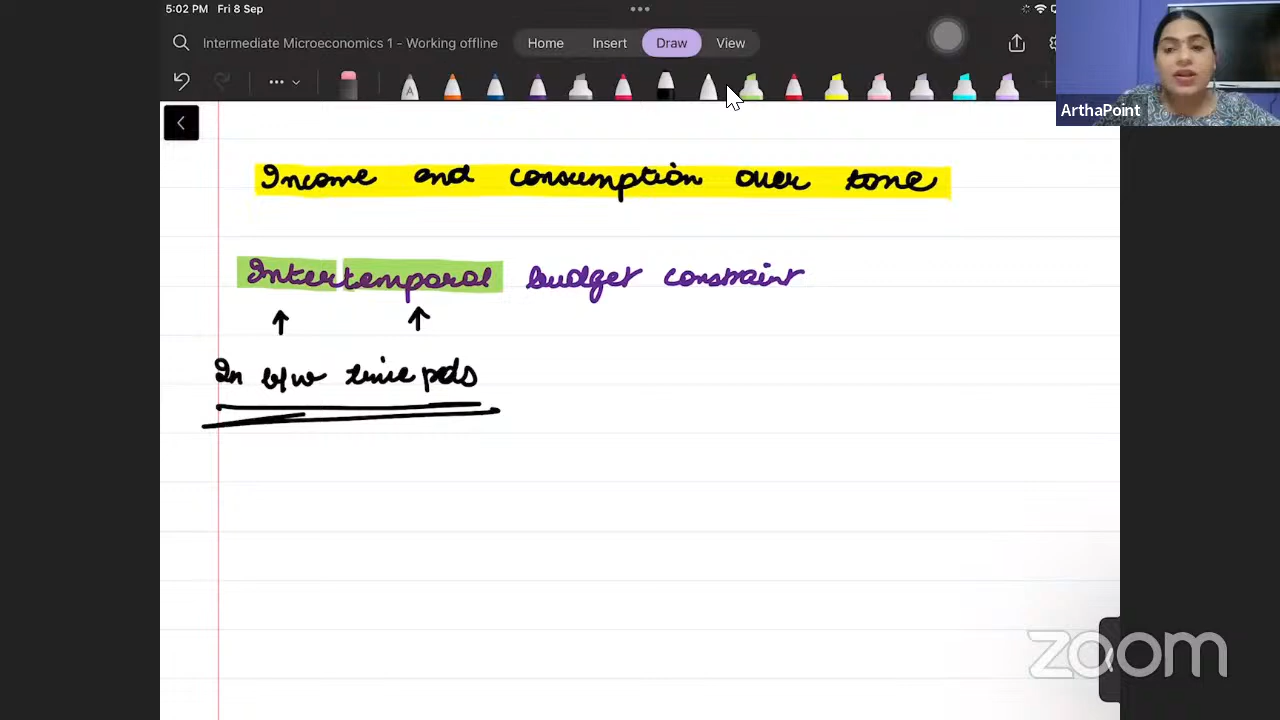 5:02 PM Fri 8 Sep
Intermediate Microeconomics 1 - Working offline
Home Insert Draw View
A
ArthaPoint
Income and consumption over time
Intertemporal budget constraint
In b/w time pds
zoom